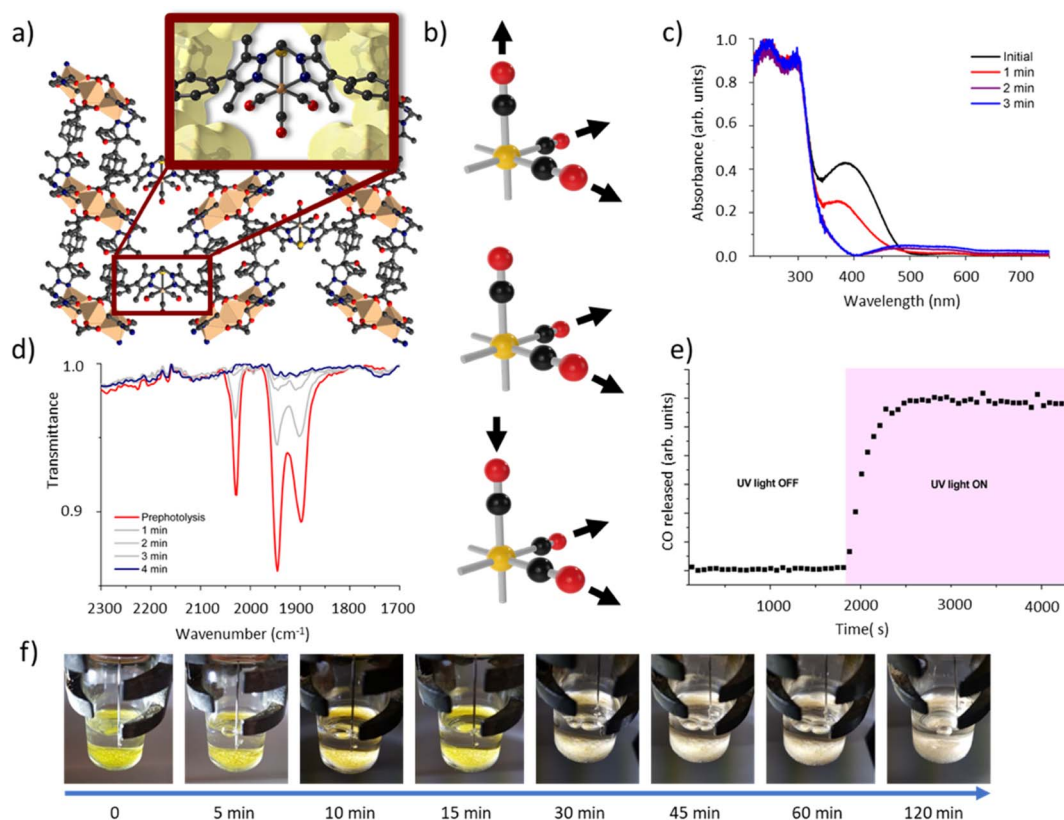 a)
b)
c)
1.0
0.8
0.6
0.4
0.2
0.0
Absorbance (arb. units)
Initial
1 min
2 min
3 min
300
400
500
600
700
Wavelength (nm)
d)
1.0
0.9
Transmittance
Prephotolysis
1 min
2 min
3 min
4 min
2300
2200
2100
2000
1900
1800
1700
Wavenumber (cm⁻¹)
e)
CO released (arb. units)
UV light OFF
UV light ON
1000
2000
3000
4000
Time( s)
f)
0
5 min
10 min
15 min
30 min
45 min
60 min
120 min